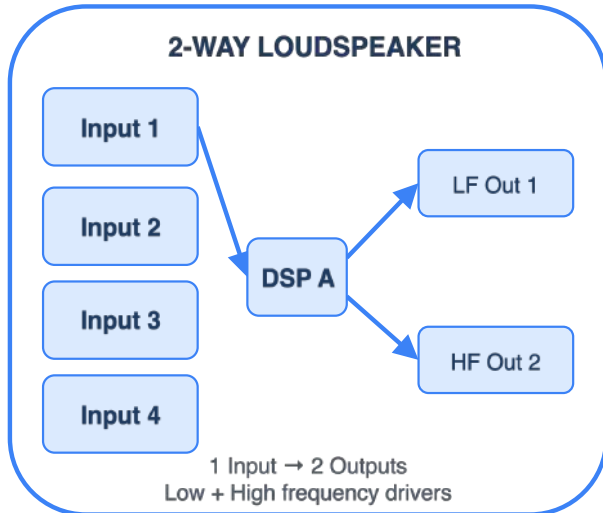 2-WAY LOUDSPEAKER
Input 1
Input 2
Input 3
Input 4
DSP A
LF Out 1
HF Out 2
1 Input → 2 Outputs
Low + High frequency drivers